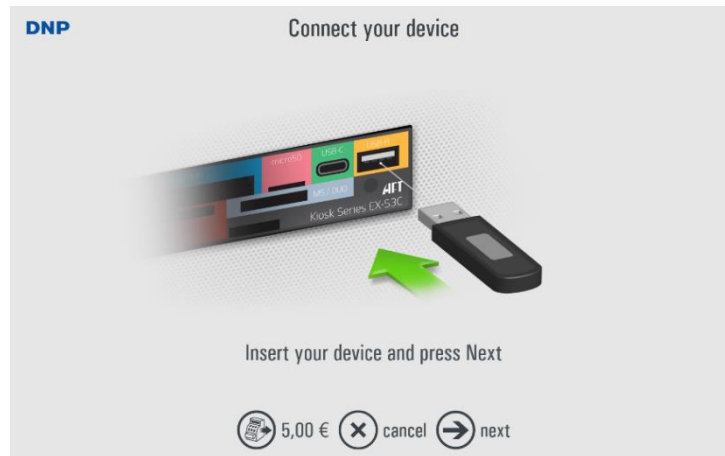 DNP
Connect your device
microSD
USB-C
USB-A
MS / DUO
AFT
Kiosk Series EX-S3C
Insert your device and press Next
5,00 €
cancel
next